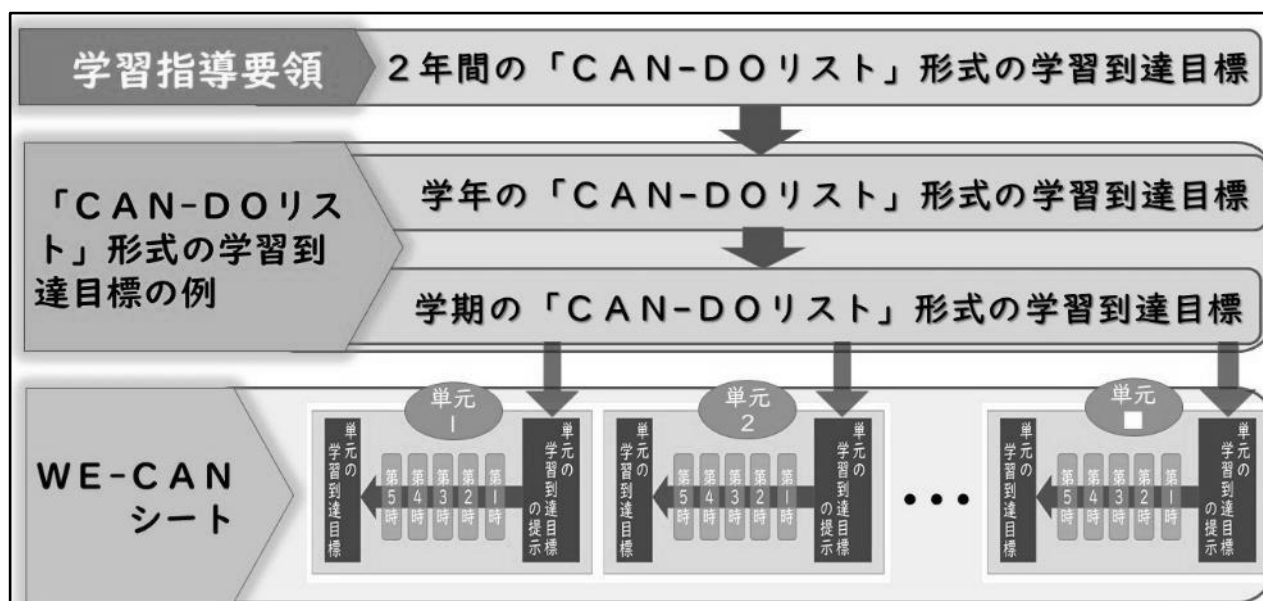 学習指導要領
2年間の「CAN-DOリスト」形式の学習到達目標
「CAN-DOリス
ト」形式の学習到
達目標の例
学年の「CAN-DOリスト」形式の学習到達目標
学期の「CAN-DOリスト」形式の学習到達目標
WE-CAN
シート
単元
1
単元の
学習到達目標
の提示
第1時
第2時
第3時
第4時
第5時
単元の
学習到達目標
単元
2
単元の
学習到達目標
の提示
第1時
第2時
第3時
第4時
第5時
単元の
学習到達目標
•••
単元
■
単元の
学習到達目標
の提示
第1時
第2時
第3時
第4時
第5時
単元の
学習到達目標